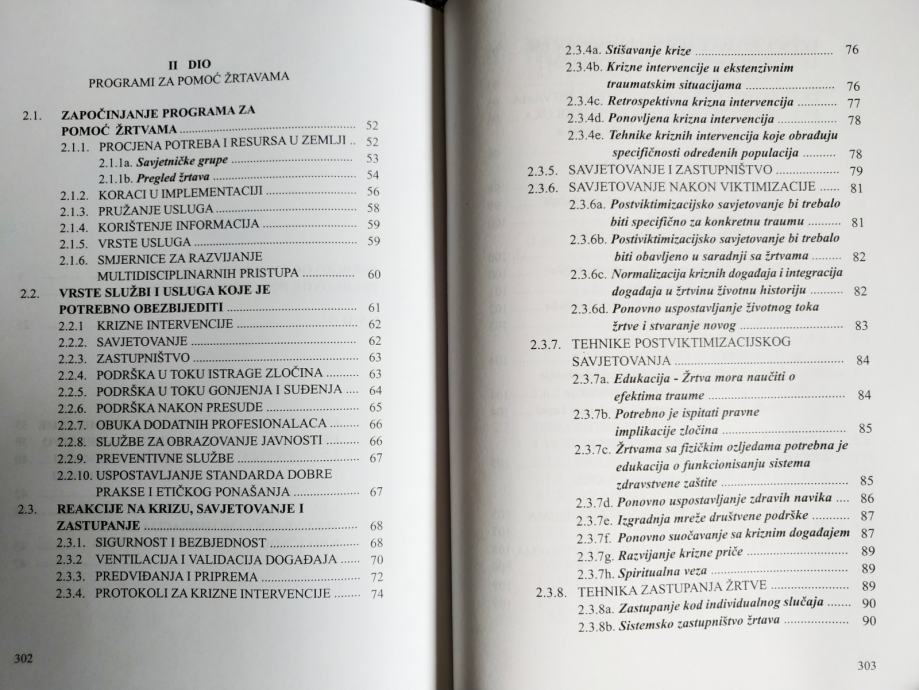 II DIO
PROGRAMI ZA POMOĆ ŽRTAVAMA
2.1. ZAPOČINJANJE PROGRAMA ZA
POMOĆ ŽRTVAMA ........ 52
2.1.1. PROCJENA POTREBA I RESURSA U ZEMLJI .. 52
2.1.1a. Savjetničke grupe ........ 53
2.1.1b. Pregled žrtava ........ 54
2.1.2. KORACI U IMPLEMENTACIJI ........ 56
2.1.3. PRUŽANJE USLUGA ........ 58
2.1.4. KORIŠTENJE INFORMACIJA ........ 59
2.1.5. VRSTE USLUGA ........ 59
2.1.6. SMJERNICE ZA RAZVIJANJE
MULTIDISCIPLINARNIH PRISTUPA ........ 60
2.2. VRSTE SLUŽBI I USLUGA KOJE JE
POTREBNO OBEZBIJEDITI ........ 61
2.2.1 KRIZNE INTERVENCIJE ........ 62
2.2.2. SAVJETOVANJE ........ 62
2.2.3. ZASTUPNIŠTVO ........ 63
2.2.4. PODRŠKA U TOKU ISTRAGE ZLOČINA ........ 63
2.2.5. PODRŠKA U TOKU GONJENJA I SUĐENJA .... 64
2.2.6. PODRŠKA NAKON PRESUDE ........ 65
2.2.7. OBUKA DODATNIH PROFESIONALACA ....... 66
2.2.8. SLUŽBE ZA OBRAZOVANJE JAVNOSTI ........ 66
2.2.9. PREVENTIVNE SLUŽBE ........ 67
2.2.10. USPOSTAVLJANJE STANDARDA DOBRE
PRAKSE I ETIČKOG PONAŠANJA ........ 67
2.3. REAKCIJE NA KRIZU, SAVJETOVANJE I
ZASTUPANJE ........ 68
2.3.1. SIGURNOST I BEZBJEDNOST ........ 68
2.3.2 VENTILACIJA I VALIDACIJA DOGAĐAJA ..... 70
2.3.3. PREDVIĐANJA I PRIPREMA ........ 72
2.3.4. PROTOKOLI ZA KRIZNE INTERVENCIJE ........ 74
302
2.3.4a. Stišavanje krize ........ 76
2.3.4b. Krizne intervencije u ekstenzivnim
traumatskim situacijama ........ 76
2.3.4c. Retrospektivna krizna intervencija ........ 77
2.3.4d. Ponovljena krizna intervencija ........ 78
2.3.4e. Tehnike kriznih intervencija koje obrađuju
specifičnosti određenih populacija ........ 78
2.3.5. SAVJETOVANJE I ZASTUPNIŠTVO ........ 79
2.3.6. SAVJETOVANJE NAKON VIKTIMIZACIJE ...... 81
2.3.6a. Postviktimizacijsko savjetovanje bi trebalo
biti specifično za konkretnu traumu ........ 81
2.3.6b. Postiviktimizacijsko savjetovanje bi trebalo
biti obavljeno u saradnji sa žrtvama ........ 82
2.3.6c. Normalizacija kriznih događaja i integracija
događaja u žrtvinu životnu historiju ........ 82
2.3.6d. Ponovno uspostavljanje životnog toka
žrtve i stvaranje novog ........ 83
2.3.7. TEHNIKE POSTVIKTIMIZACIJSKOG
SAVJETOVANJA ........ 84
2.3.7a. Edukacija - Žrtva mora naučiti o
efektima traume ........ 84
2.3.7b. Potrebno je ispitati pravne
implikacije zločina ........ 85
2.3.7c. Žrtvama sa fizičkim ozljedama potrebna je
edukacija o funkcionisanju sistema
zdravstvene zaštite ........ 85
2.3.7d. Ponovno uspostavljanje zdravih navika .... 86
2.3.7e. Izgradnja mreže društvene podrške ........ 87
2.3.7f. Ponovno suočavanje sa kriznim događajem 87
2.3.7g. Razvijanje krizne priče ........ 89
2.3.7h. Spiritualna veza ........ 89
2.3.8. TEHNIKA ZASTUPANJA ŽRTVE ........ 89
2.3.8a. Zastupanje kod individualnog slučaja ....... 90
2.3.8b. Sistemsko zastupništvo žrtava ........ 90
303